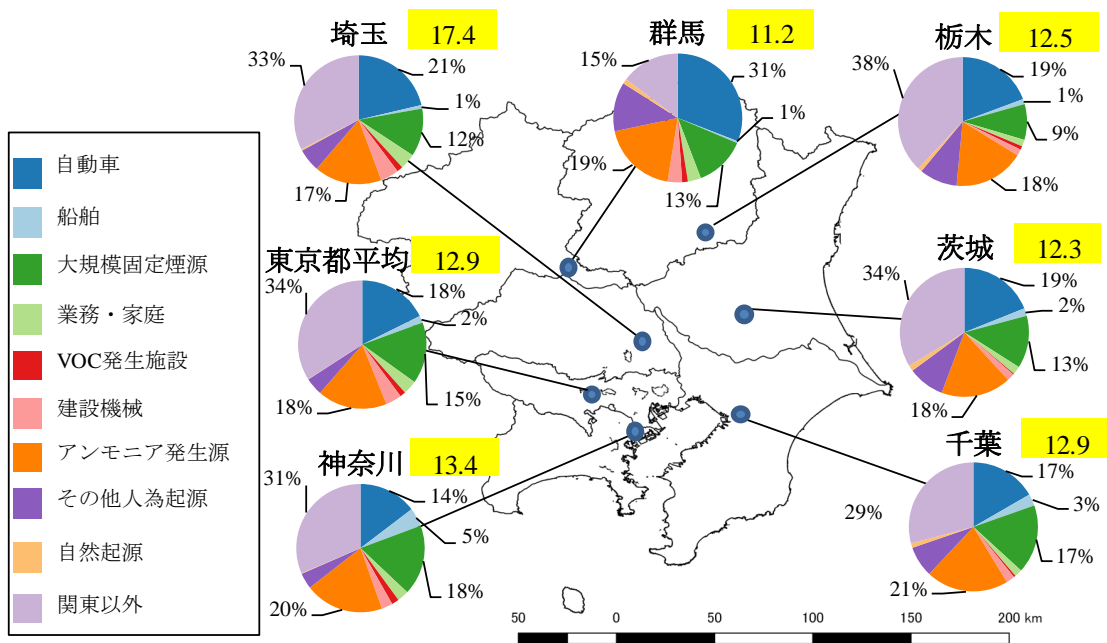 埼玉 17.4
33%
21%
1%
12%
17%
群馬 11.2
15%
31%
1%
19%
13%
栃木 12.5
38%
19%
1%
9%
18%
自動車
船舶
大規模固定煙源
業務・家庭
VOC発生施設
建設機械
アンモニア発生源
その他人為起源
自然起源
関東以外
東京都平均 12.9
34%
18%
2%
18%
15%
茨城 12.3
34%
19%
2%
13%
18%
神奈川 13.4
31%
14%
5%
20%
18%
千葉 12.9
17%
3%
29%
17%
21%
50 0 50 100 150 200 km